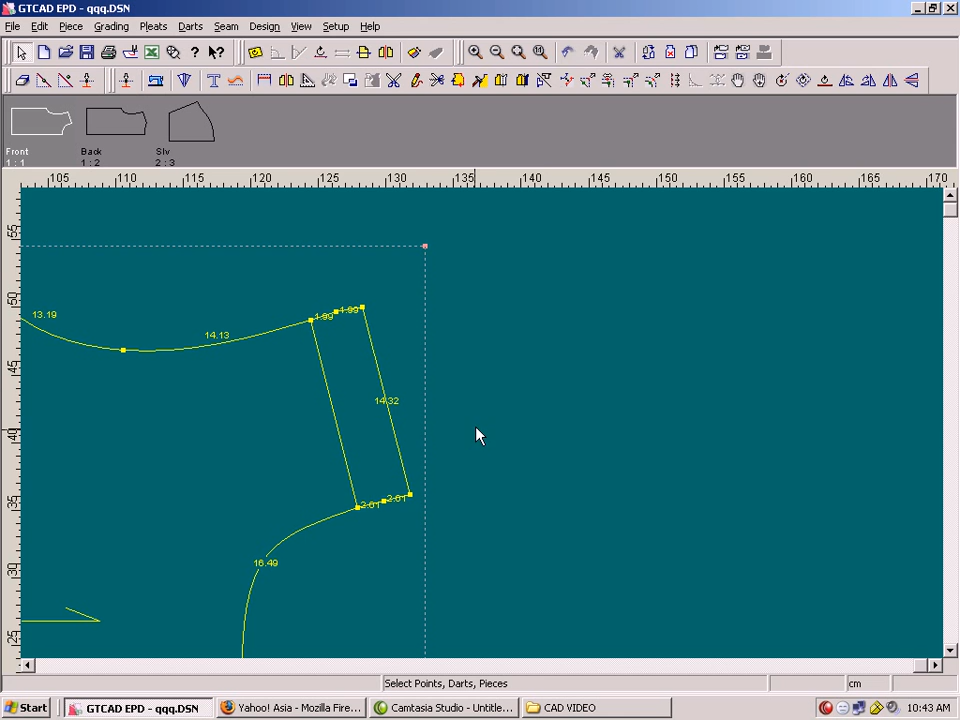 GTCAD EPD - qqq.DSN
File Edit Piece Grading Pleats Darts Seam Design View Setup Help
Front
1 : 1
Back
1 : 2
Slv
2 : 3
105 110 115 120 125 130 135 140 145 150 155 160 165 170
55
50
45
40
35
30
25
13.19
14.13
1.99
1.99
14.32
2.01
2.01
16.49
Select Points, Darts, Pieces
cm
Start
GTCAD EPD - qqq.DSN
Yahoo! Asia - Mozilla Fire...
Camtasia Studio - Untitle...
CAD VIDEO
10:43 AM